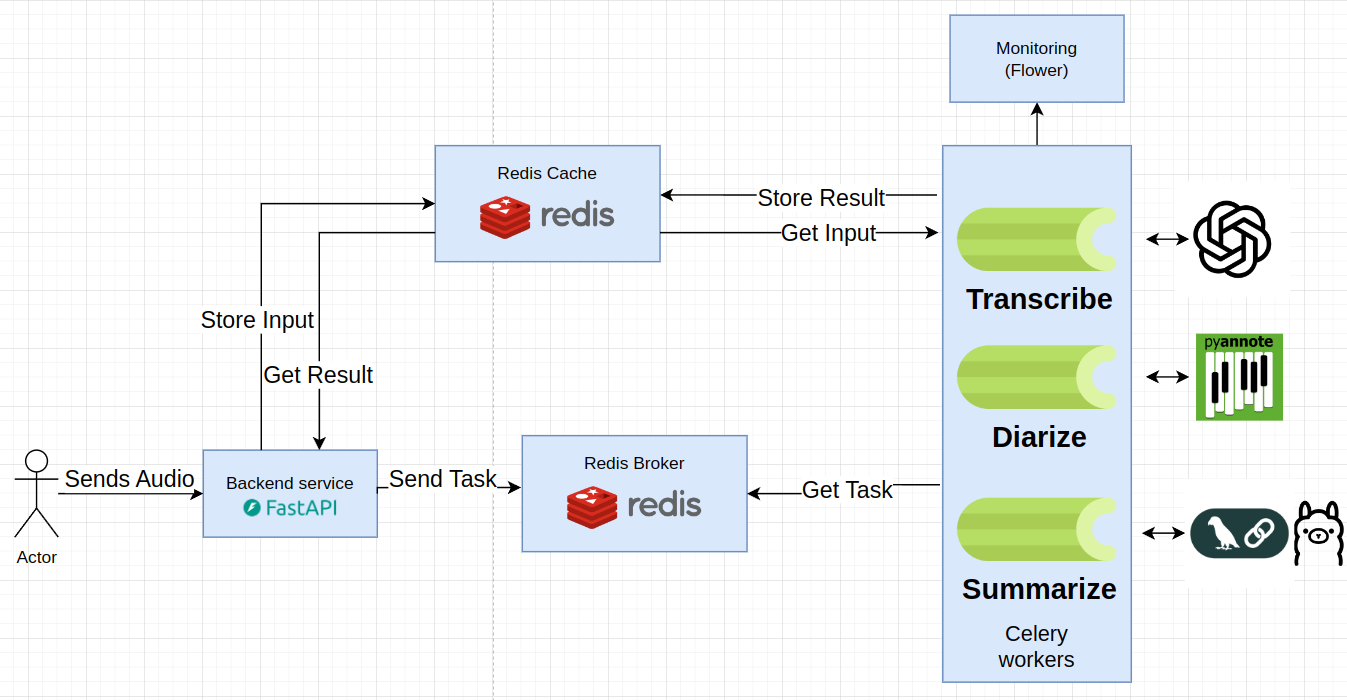 Monitoring
(Flower)
Redis Cache
redis
Store Result
Get Input
Transcribe
Store Input
Get Result
pyannote
Diarize
Sends Audio
Backend service
FastAPI
Send Task
Redis Broker
redis
Get Task
Actor
Summarize
Celery
workers